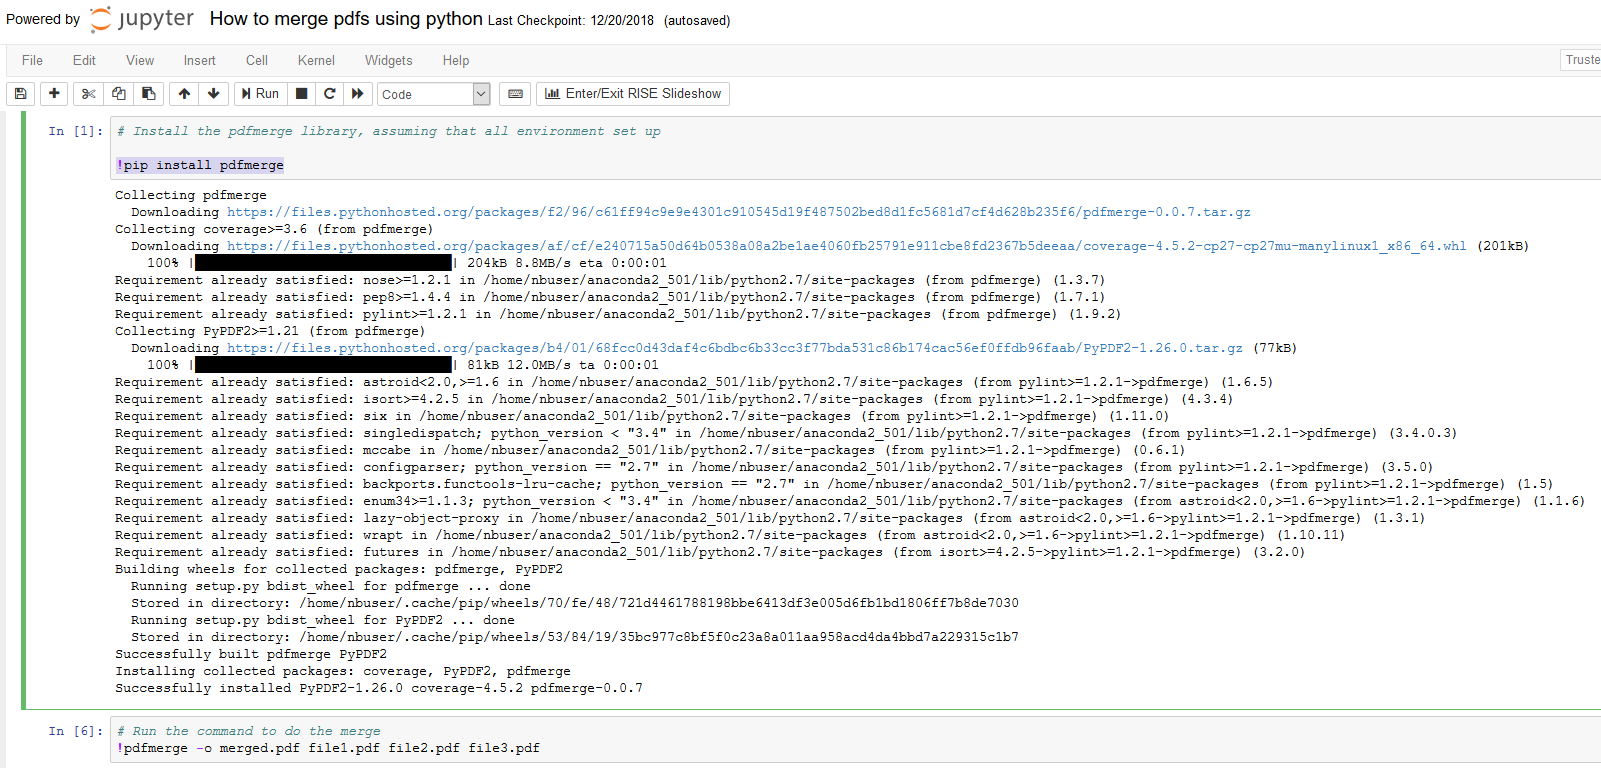 Powered by jupyter How to merge pdfs using python Last Checkpoint: 12/20/2018 (autosaved)
File Edit View Insert Cell Kernel Widgets Help Truste
Run Code Enter/Exit RISE Slideshow
In [1]: # Install the pdfmerge library, assuming that all environment set up
!pip install pdfmerge
Collecting pdfmerge
Downloading https://files.pythonhosted.org/packages/f2/96/c61ff94c9e9e4301c910545d19f487502bed8d1fc5681d7cf4d628b235f6/pdfmerge-0.0.7.tar.gz
Collecting coverage>=3.6 (from pdfmerge)
Downloading https://files.pythonhosted.org/packages/af/cf/e240715a50d64b0538a08a2be1ae4060fb25791e911cbe8fd2367b5deeaa/coverage-4.5.2-cp27-cp27mu-manylinux1_x86_64.whl (201kB)
100% | | 204kB 8.8MB/s eta 0:00:01
Requirement already satisfied: nose>=1.2.1 in /home/nbuser/anaconda2_501/lib/python2.7/site-packages (from pdfmerge) (1.3.7)
Requirement already satisfied: pep8>=1.4.4 in /home/nbuser/anaconda2_501/lib/python2.7/site-packages (from pdfmerge) (1.7.1)
Requirement already satisfied: pylint>=1.2.1 in /home/nbuser/anaconda2_501/lib/python2.7/site-packages (from pdfmerge) (1.9.2)
Collecting PyPDF2>=1.21 (from pdfmerge)
Downloading https://files.pythonhosted.org/packages/b4/01/68fcc0d43daf4c6bdbc6b33cc3f77bda531c86b174cac56ef0ffdb96faab/PyPDF2-1.26.0.tar.gz (77kB)
100% | | 81kB 12.0MB/s ta 0:00:01
Requirement already satisfied: astroid<2.0,>=1.6 in /home/nbuser/anaconda2_501/lib/python2.7/site-packages (from pylint>=1.2.1->pdfmerge) (1.6.5)
Requirement already satisfied: isort>=4.2.5 in /home/nbuser/anaconda2_501/lib/python2.7/site-packages (from pylint>=1.2.1->pdfmerge) (4.3.4)
Requirement already satisfied: six in /home/nbuser/anaconda2_501/lib/python2.7/site-packages (from pylint>=1.2.1->pdfmerge) (1.11.0)
Requirement already satisfied: singledispatch; python_version < "3.4" in /home/nbuser/anaconda2_501/lib/python2.7/site-packages (from pylint>=1.2.1->pdfmerge) (3.4.0.3)
Requirement already satisfied: mccabe in /home/nbuser/anaconda2_501/lib/python2.7/site-packages (from pylint>=1.2.1->pdfmerge) (0.6.1)
Requirement already satisfied: configparser; python_version == "2.7" in /home/nbuser/anaconda2_501/lib/python2.7/site-packages (from pylint>=1.2.1->pdfmerge) (3.5.0)
Requirement already satisfied: backports.functools-lru-cache; python_version == "2.7" in /home/nbuser/anaconda2_501/lib/python2.7/site-packages (from pylint>=1.2.1->pdfmerge) (1.5)
Requirement already satisfied: enum34>=1.1.3; python_version < "3.4" in /home/nbuser/anaconda2_501/lib/python2.7/site-packages (from astroid<2.0,>=1.6->pylint>=1.2.1->pdfmerge) (1.1.6)
Requirement already satisfied: lazy-object-proxy in /home/nbuser/anaconda2_501/lib/python2.7/site-packages (from astroid<2.0,>=1.6->pylint>=1.2.1->pdfmerge) (1.3.1)
Requirement already satisfied: wrapt in /home/nbuser/anaconda2_501/lib/python2.7/site-packages (from astroid<2.0,>=1.6->pylint>=1.2.1->pdfmerge) (1.10.11)
Requirement already satisfied: futures in /home/nbuser/anaconda2_501/lib/python2.7/site-packages (from isort>=4.2.5->pylint>=1.2.1->pdfmerge) (3.2.0)
Building wheels for collected packages: pdfmerge, PyPDF2
Running setup.py bdist_wheel for pdfmerge ... done
Stored in directory: /home/nbuser/.cache/pip/wheels/70/fe/48/721d4461788198bbe6413df3e005d6fb1bd1806ff7b8de7030
Running setup.py bdist_wheel for PyPDF2 ... done
Stored in directory: /home/nbuser/.cache/pip/wheels/53/84/19/35bc977c8bf5f0c23a8a011aa958acd4da4bbd7a229315c1b7
Successfully built pdfmerge PyPDF2
Installing collected packages: coverage, PyPDF2, pdfmerge
Successfully installed PyPDF2-1.26.0 coverage-4.5.2 pdfmerge-0.0.7
In [6]: # Run the command to do the merge
!pdfmerge -o merged.pdf file1.pdf file2.pdf file3.pdf